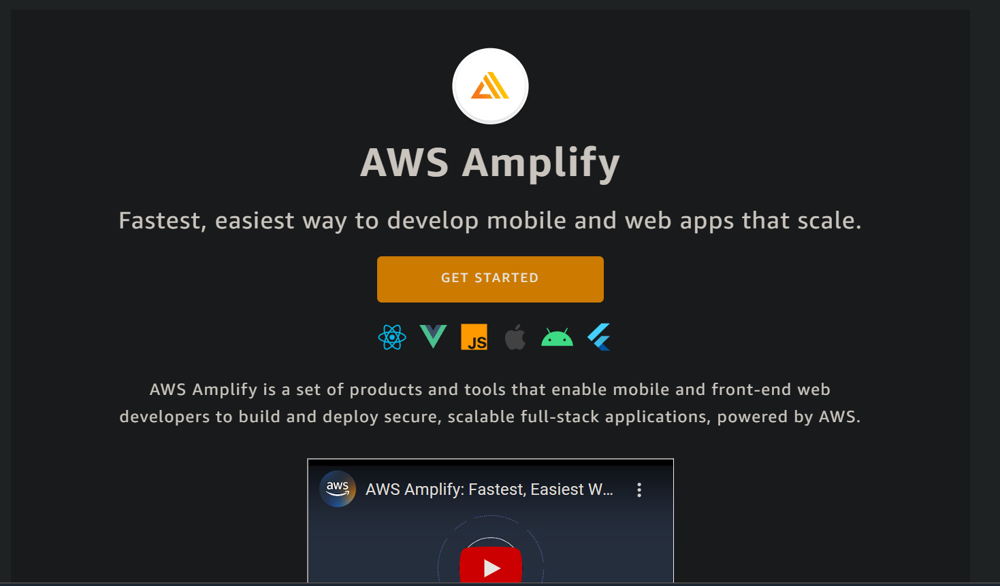 AWS Amplify
Fastest, easiest way to develop mobile and web apps that scale.
GET STARTED
JS
AWS Amplify is a set of products and tools that enable mobile and front-end web
developers to build and deploy secure, scalable full-stack applications, powered by AWS.
aws
AWS Amplify: Fastest, Easiest W...